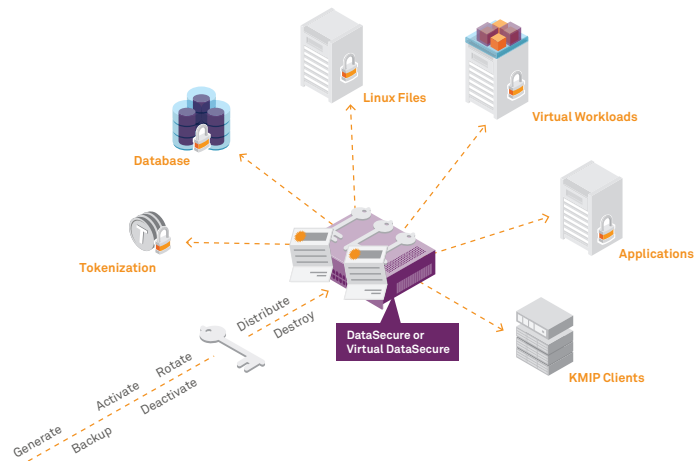 Linux Files
Virtual Workloads
Database
Applications
Tokenization
DataSecure or
Virtual DataSecure
KMIP Clients
Generate
Backup
Activate
Deactivate
Rotate
Distribute
Destroy
T